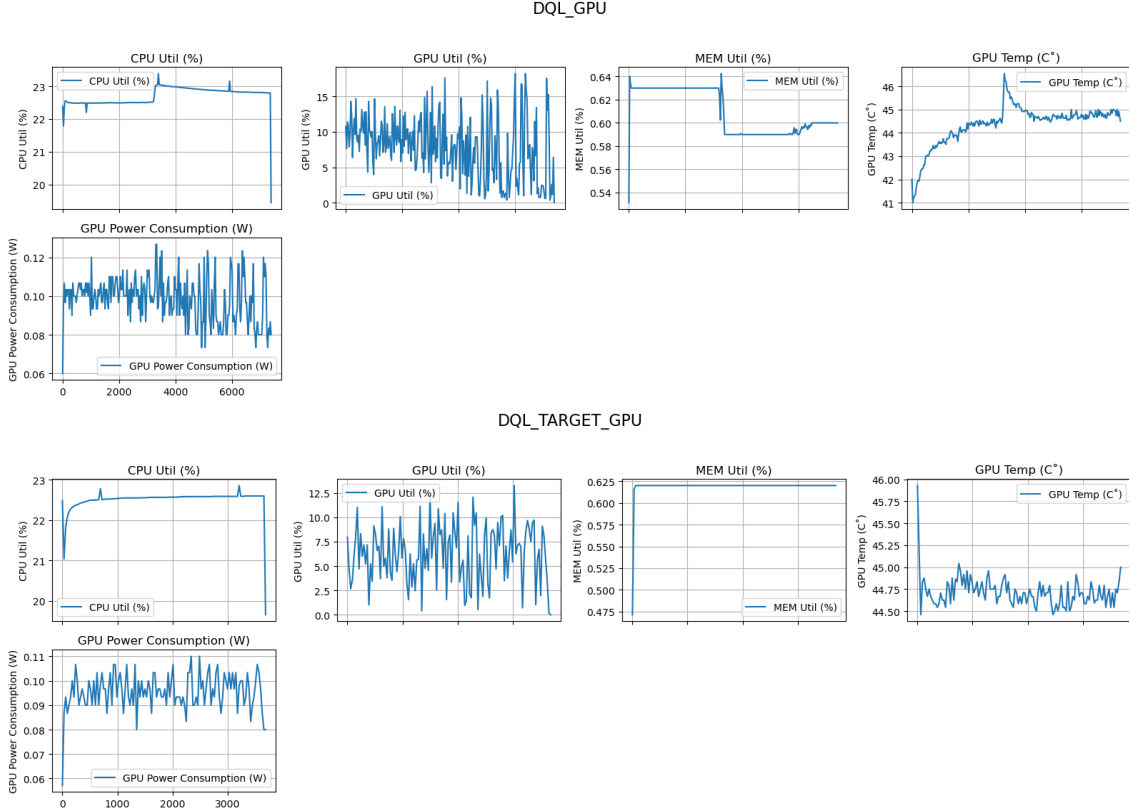 DQL_GPU
CPU Util (%)
CPU Util (%)
23
22
21
20
CPU Util (%)
GPU Util (%)
GPU Util (%)
15
10
5
0
GPU Util (%)
MEM Util (%)
MEM Util (%)
0.64
0.62
0.60
0.58
0.56
0.54
MEM Util (%)
GPU Temp (C˚)
GPU Temp (C˚)
46
45
44
43
42
41
GPU Temp (C˚)
GPU Power Consumption (W)
GPU Power Consumption (W)
0.12
0.10
0.08
0.06
GPU Power Consumption (W)
0 2000 4000 6000
DQL_TARGET_GPU
CPU Util (%)
CPU Util (%)
23
22
21
20
CPU Util (%)
GPU Util (%)
GPU Util (%)
12.5
10.0
7.5
5.0
2.5
0.0
GPU Util (%)
MEM Util (%)
MEM Util (%)
0.625
0.600
0.575
0.550
0.525
0.500
0.475
MEM Util (%)
GPU Temp (C˚)
GPU Temp (C˚)
46.00
45.75
45.50
45.25
45.00
44.75
44.50
GPU Temp (C˚)
GPU Power Consumption (W)
GPU Power Consumption (W)
0.11
0.10
0.09
0.08
0.07
0.06
GPU Power Consumption (W)
0 1000 2000 3000